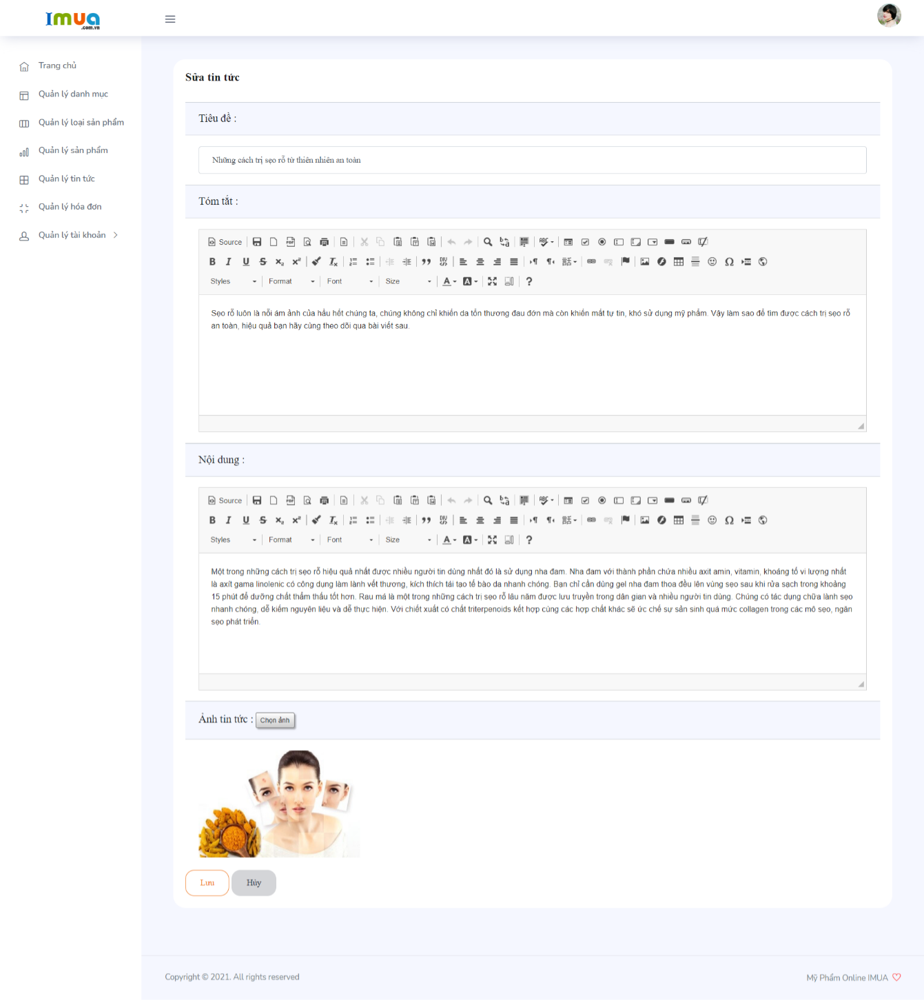 Imua
.com.vn
Trang chủ
Quản lý danh mục
Quản lý loại sản phẩm
Quản lý sản phẩm
Quản lý tin tức
Quản lý hóa đơn
Quản lý tài khoản
Sửa tin tức
Tiêu đề :
Những cách trị sẹo rỗ từ thiên nhiên an toàn
Tóm tắt :
Source
Styles Format Font Size
Sẹo rỗ luôn là nỗi ám ảnh của hầu hết chúng ta, chúng không chỉ khiến da tổn thương đau đớn mà còn khiến mất tự tin, khó sử dụng mỹ phẩm. Vậy làm sao để tìm được cách trị sẹo rỗ
an toàn, hiệu quả bạn hãy cùng theo dõi qua bài viết sau.
Nội dung :
Source
Styles Format Font Size
Một trong những cách trị sẹo rỗ hiệu quả nhất được nhiều người tin dùng nhất đó là sử dụng nha đam. Nha đam với thành phần chứa nhiều axit amin, vitamin, khoáng tố vi lượng nhất
là axít gama linolenic có công dụng làm lành vết thương, kích thích tái tạo tế bào da nhanh chóng. Bạn chỉ cần dùng gel nha đam thoa đều lên vùng sẹo sau khi rửa sạch trong khoảng
15 phút để dưỡng chất thẩm thấu tốt hơn. Rau má là một trong những cách trị sẹo rỗ lâu năm được lưu truyền trong dân gian và nhiều người tin dùng. Chúng có tác dụng chữa lành sẹo
nhanh chóng, dễ kiếm nguyên liệu và dễ thực hiện. Với chiết xuất có chất triterpenoids kết hợp cùng các hợp chất khác sẽ ức chế sự sản sinh quá mức collagen trong các mô sẹo, ngăn
sẹo phát triển.
Ảnh tin tức : Chọn ảnh
Lưu Hủy
Copyright © 2021. All rights reserved
Mỹ Phẩm Online IMUA